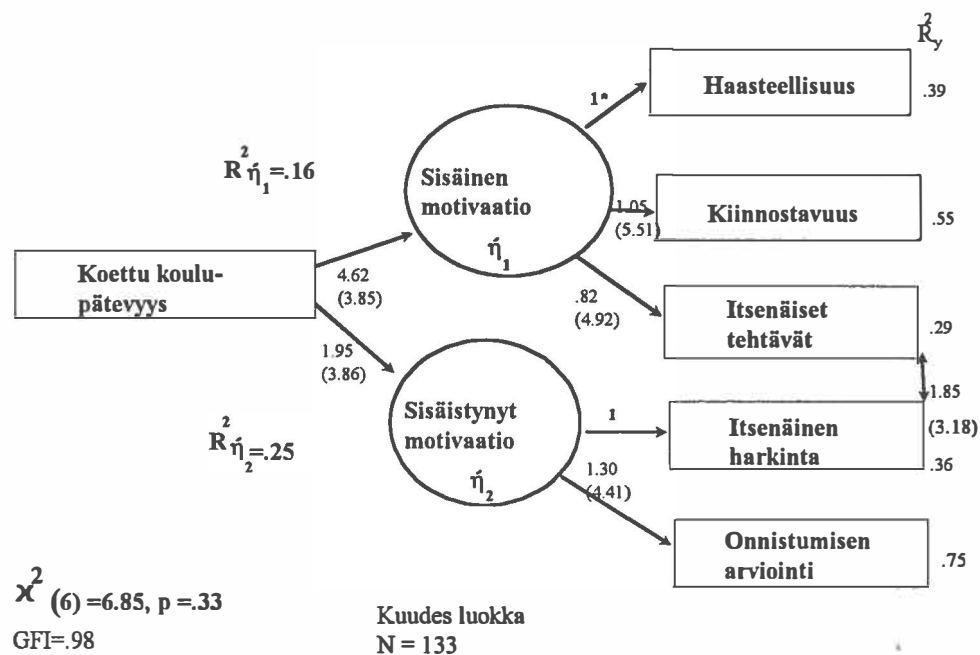 R²y
Haasteellisuus
.39
1*
R²ή₁=.16
Sisäinen
motivaatio
ή₁
1.05
(5.51)
Kiinnostavuus
.55
Koettu koulu-
pätevyys
4.62
(3.85)
.82
(4.92)
Itsenäiset
tehtävät
.29
1.95
(3.86)
1.85
(3.18)
Sisäistynyt
motivaatio
ή₂
R²ή₂=.25
1
Itsenäinen
harkinta
.36
1.30
(4.41)
Onnistumisen
arviointi
.75
ϰ² (6) =6.85, p =.33
GFI=.98
Kuudes luokka
N = 133